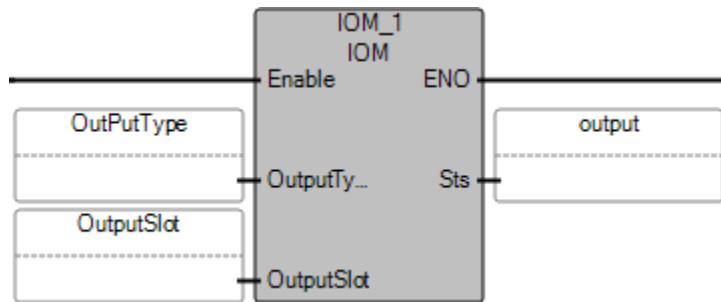 IOM_1
IOM
Enable ENO
OutPutType output
OutputTy... Sts
OutputSlot
OutputSlot